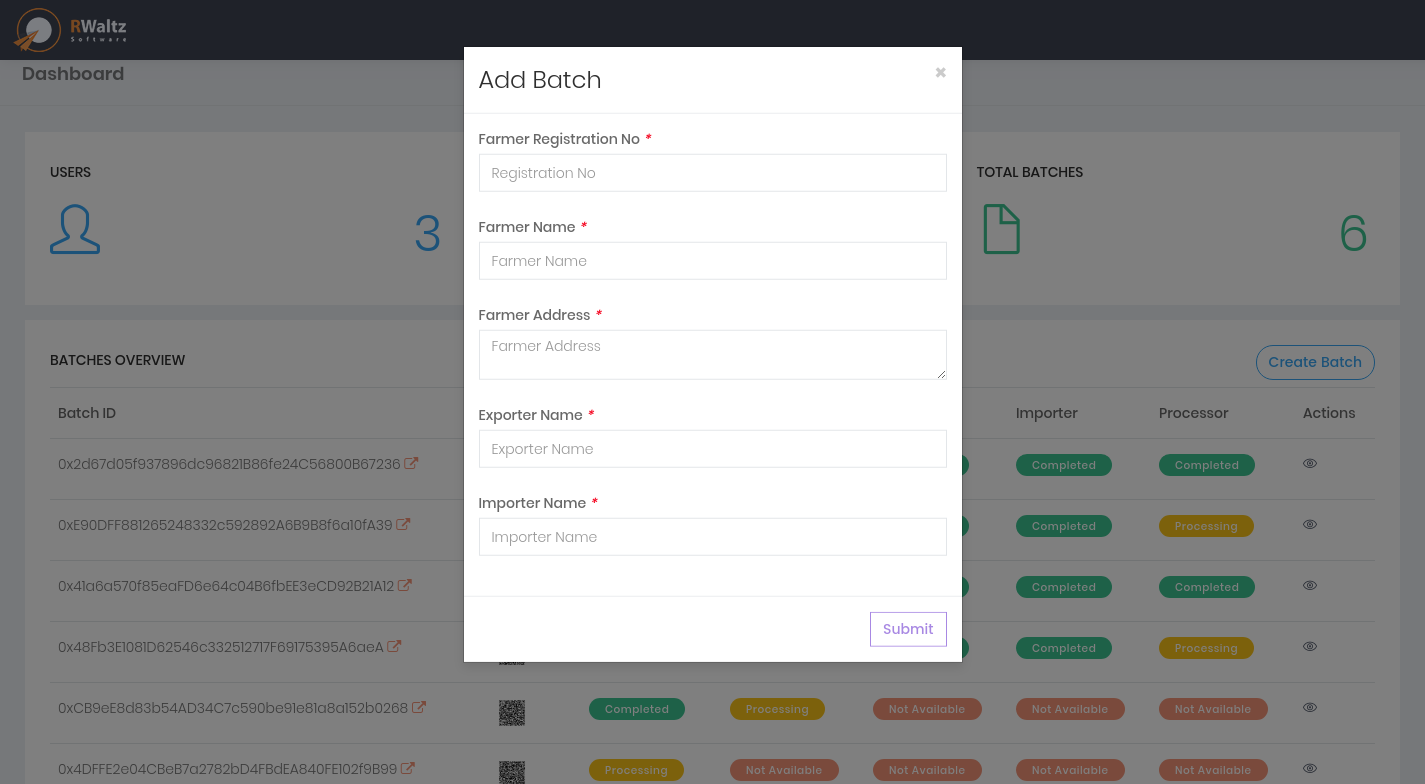 RWaltz
Software
Dashboard
Add Batch ✖
Farmer Registration No *
Registration No
Farmer Name *
Farmer Name
Farmer Address *
Farmer Address
Exporter Name *
Exporter Name
Importer Name *
Importer Name
Submit
USERS
3
TOTAL BATCHES
6
BATCHES OVERVIEW
Create Batch
Batch ID Importer Processor Actions
0x2d67d05f937896dc96821B86fe24C56800B67236 Completed Completed
0xE90DFF881265248332c592892A6B9B8f6a10fA39 Completed Processing
0x41a6a570f85eaFD6e64c04B6fbEE3eCD92B21A12 Completed Completed
0x48Fb3E1081D62546c332512717F69175395A6aeA Completed Processing
0xCB9eE8d83b54AD34C7c590be91e81a8a152b0268 Completed Processing Not Available Not Available Not Available
0x4DFFE2e04CBeB7a2782bD4FBdEA840FE102f9B99 Processing Not Available Not Available Not Available Not Available